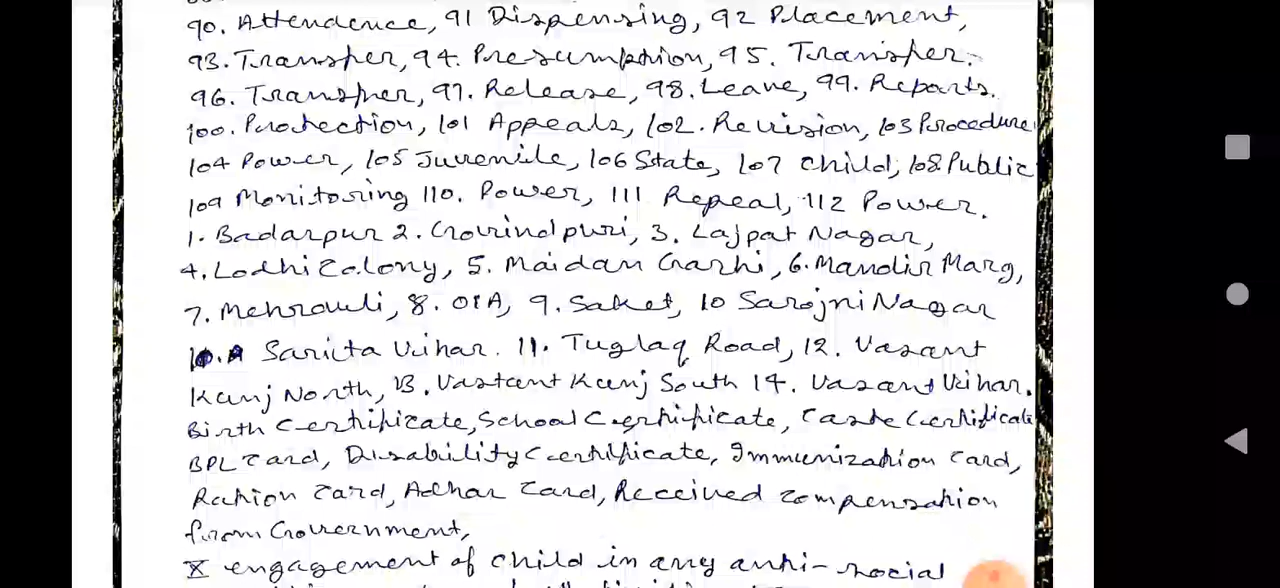 90. Attendence, 91 Dispensing, 92 Placement,
93. Transfer, 94. Presumption, 95. Transfer.
96. Transfher, 97. Release, 98. Leave, 99. Reports.
100. Protection, 101 Appeals, 102. Revision, 103 Procedure
104 Power, 105 Juvenile, 106 State, 107 child, 108 Public
109 Monitoring 110. Power, 111 Repeal, 112 Power.
1. Badarpur 2. Govindpuri, 3. Lajpat Nagar,
4. Lodhi Colony, 5. Maidan Garhi, 6. Mandir Marg,
7. Mehrauli, 8. OIA, 9. Saket, 10 Sarojni Nagar
10.A Sarita Vihar. 11. Tuglaq Road, 12. Vasant
Kunj North, 13. Vastant Kunj South 14. Vasant Vihar.
Birth Certificate, School Certificate, Caste Certificate
BPL Card, Disability Certificate, Immunization Card,
Ration Card, Adhar Card, Received compensation
from Government,
X engagement of child in any anti-social